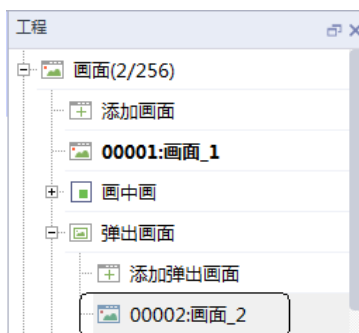 工程
画面(2/256)
添加画面
00001:画面_1
画中画
弹出画面
添加弹出画面
00002:画面_2